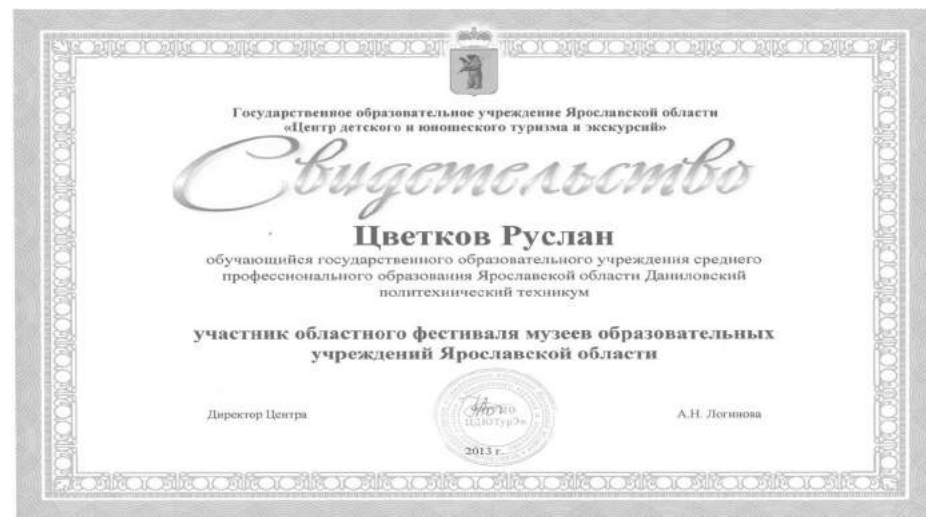 Государственное образовательное учреждение Ярославской области
«Центр детского и юношеского туризма и экскурсий»
Свидетельство
Цветков Руслан
обучающийся государственного образовательного учреждения среднего
профессионального образования Ярославской области Даниловский
политехнический техникум
участник областного фестиваля музеев образовательных
учреждений Ярославской области
Директор Центра
ЦДЮТурЭк
А.Н. Логинова
2013 г.